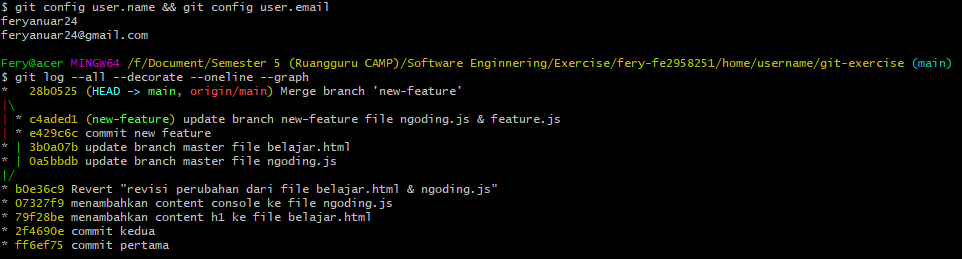 $ git config user.name && git config user.email
feryanuar24
feryanuar24@gmail.com
Fery@acer MINGW64 /f/Document/Semester 5 (Ruangguru CAMP)/Software Enginnering/Exercise/fery-fe2958251/home/username/git-exercise (main)
$ git log --all --decorate --oneline --graph
*   28b0525 (HEAD -> main, origin/main) Merge branch 'new-feature'
|\
| * c4aded1 (new-feature) update branch new-feature file ngoding.js & feature.js
| * e429c6c commit new feature
* | 3b0a07b update branch master file belajar.html
* | 0a5bbdb update branch master file ngoding.js
|/
* b0e36c9 Revert "revisi perubahan dari file belajar.html & ngoding.js"
* 07327f9 menambahkan content console ke file ngoding.js
* 79f28be menambahkan content h1 ke file belajar.html
* 2f4690e commit kedua
* ff6ef75 commit pertama